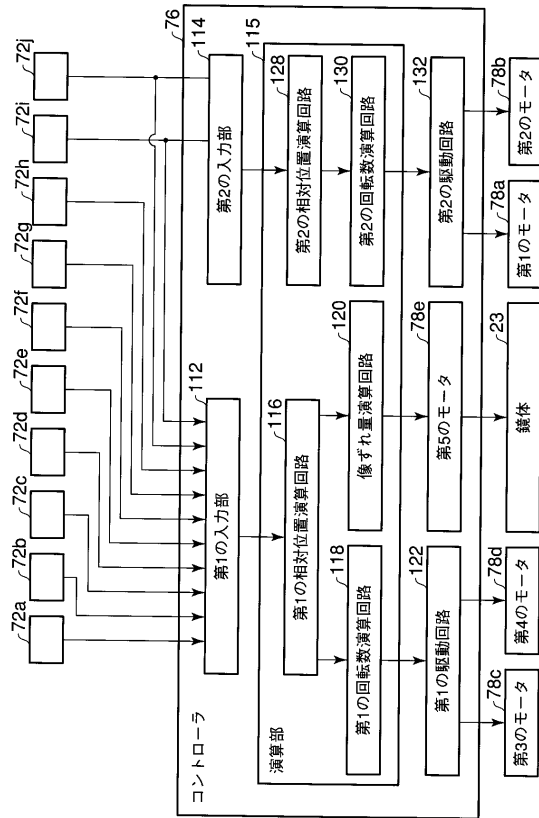 72a
72b
72c
72d
72e
72f
72g
72h
72i
72j
76
コントローラ
112
第1の入力部
114
第2の入力部
115
演算部
116
第1の相対位置演算回路
128
第2の相対位置演算回路
118
第1の回転数演算回路
120
像ずれ量演算回路
130
第2の回転数演算回路
122
第1の駆動回路
78e
第5のモータ
132
第2の駆動回路
78c
第3のモータ
78d
第4のモータ
23
鏡体
78a
第1のモータ
78b
第2のモータ